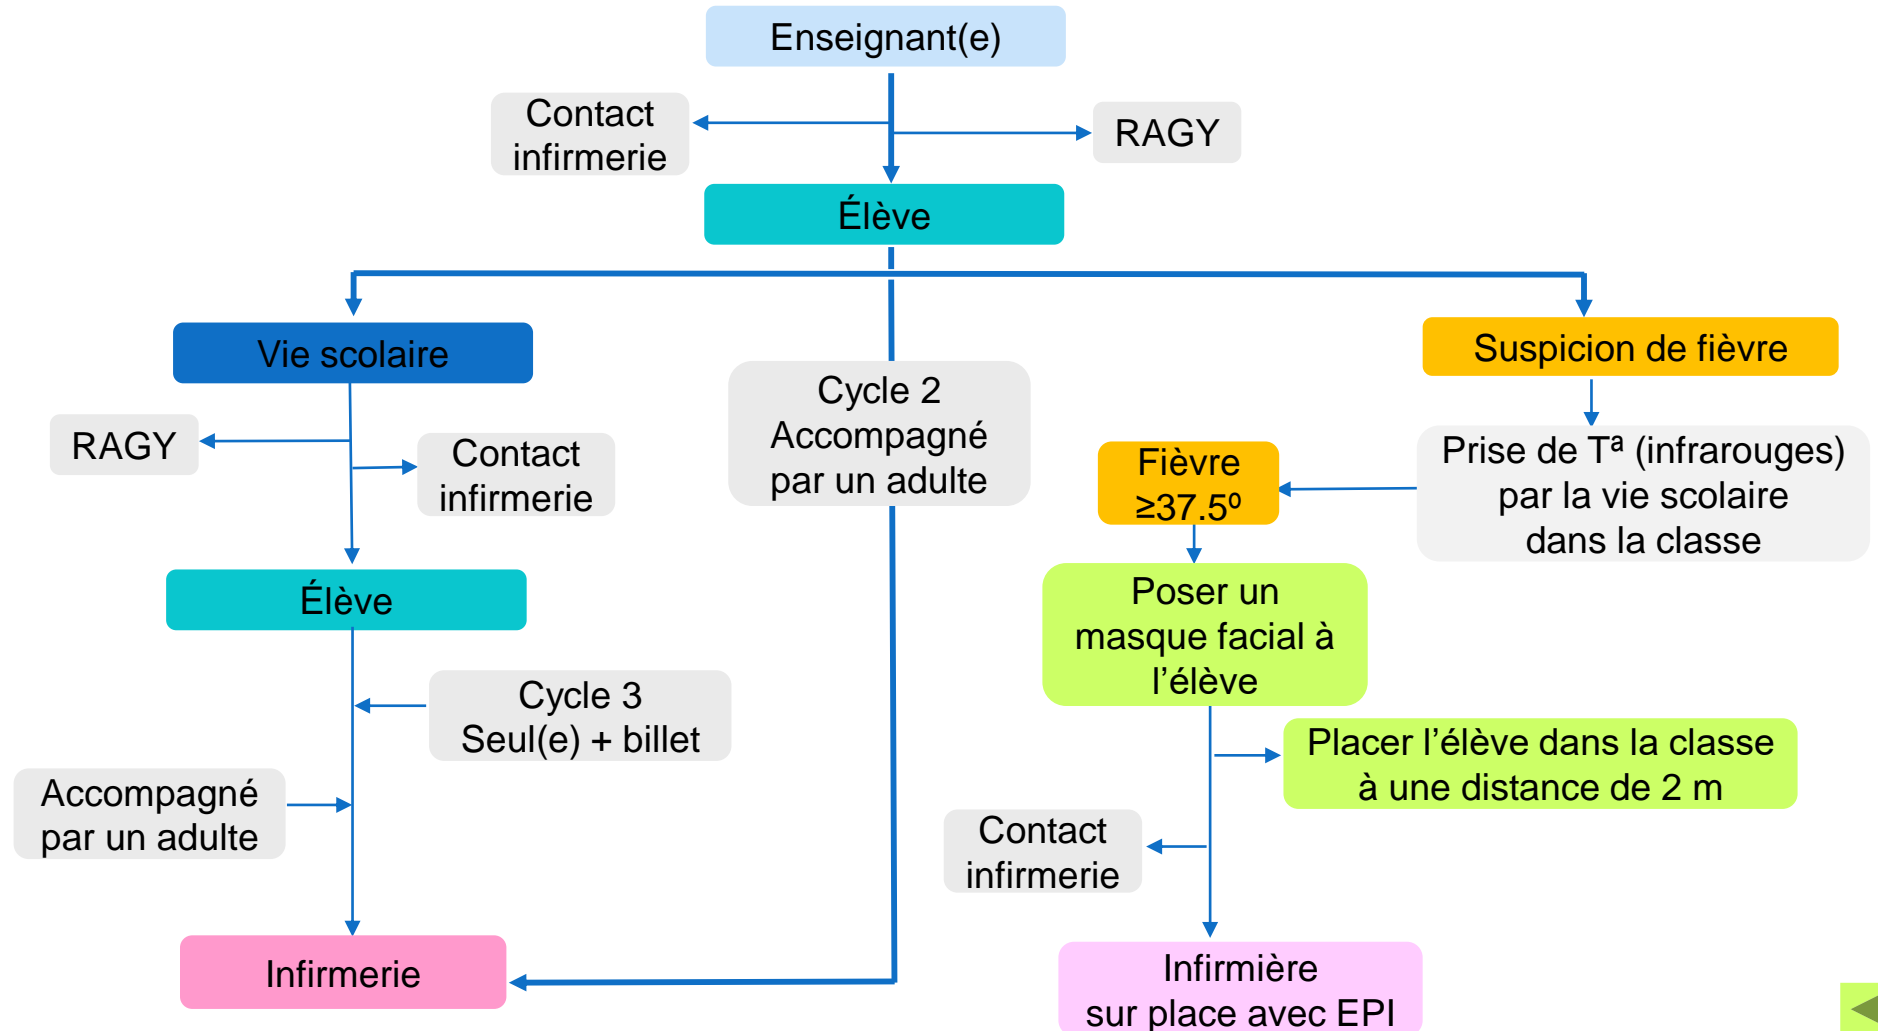 Enseignant(e)
Contact
infirmerie
RAGY
Élève
Vie scolaire
Suspicion de fièvre
Cycle 2
Accompagné
par un adulte
RAGY
Contact
infirmerie
Fièvre
≥37.5º
Prise de Tª (infrarouges)
par la vie scolaire
dans la classe
Élève
Poser un
masque facial à
l’élève
Cycle 3
Seul(e) + billet
Placer l’élève dans la classe
à une distance de 2 m
Accompagné
par un adulte
Contact
infirmerie
Infirmerie
Infirmière
sur place avec EPI